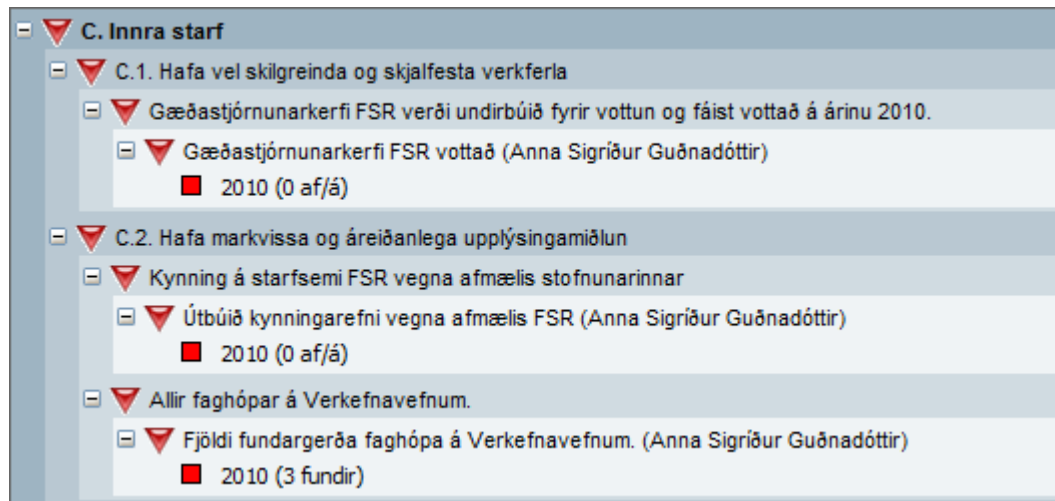 C. Innra starf
C.1. Hafa vel skilgreinda og skjalfesta verkferla
Gæðastjórnunarkerfi FSR verði undirbúið fyrir vottun og fáist vottað á árinu 2010.
Gæðastjórnunarkerfi FSR vottað (Anna Sigríður Guðnadóttir)
2010 (0 af/á)
C.2. Hafa markvissa og áreiðanlega upplýsingamiðlun
Kynning á starfsemi FSR vegna afmælis stofnunarinnar
Útbúið kynningarefni vegna afmælis FSR (Anna Sigríður Guðnadóttir)
2010 (0 af/á)
Allir faghópar á Verkefnavefnum.
Fjöldi fundargerða faghópa á Verkefnavefnum. (Anna Sigríður Guðnadóttir)
2010 (3 fundir)